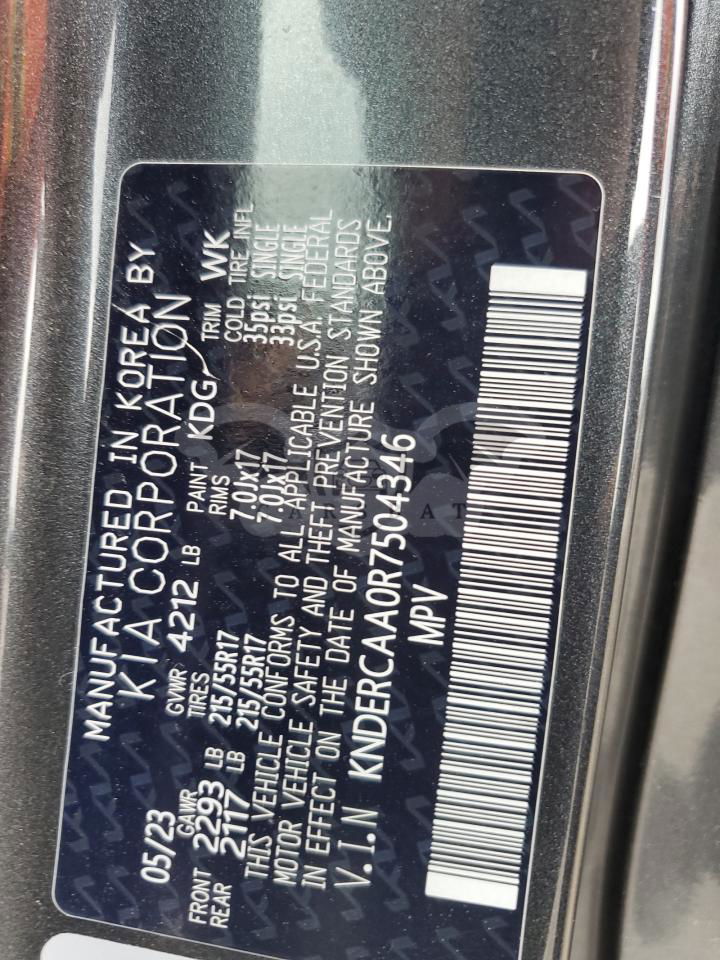 MANUFACTURED IN KOREA BY
KIA CORPORATION
05/23 GVWR 4212 LB PAINT KDG TRIM WK
GAWR TIRES RIMS COLD TIRE INFL
FRONT 2293 LB 215/55R17 7.0Jx17 35psi SINGLE
REAR 2117 LB 215/55R17 7.0Jx17 33psi SINGLE
THIS VEHICLE CONFORMS TO ALL APPLICABLE U.S.A. FEDERAL
MOTOR VEHICLE SAFETY AND THEFT PREVENTION STANDARDS
IN EFFECT ON THE DATE OF MANUFACTURE SHOWN ABOVE.
V.I.N KNDERCAA0R7504346
MPV